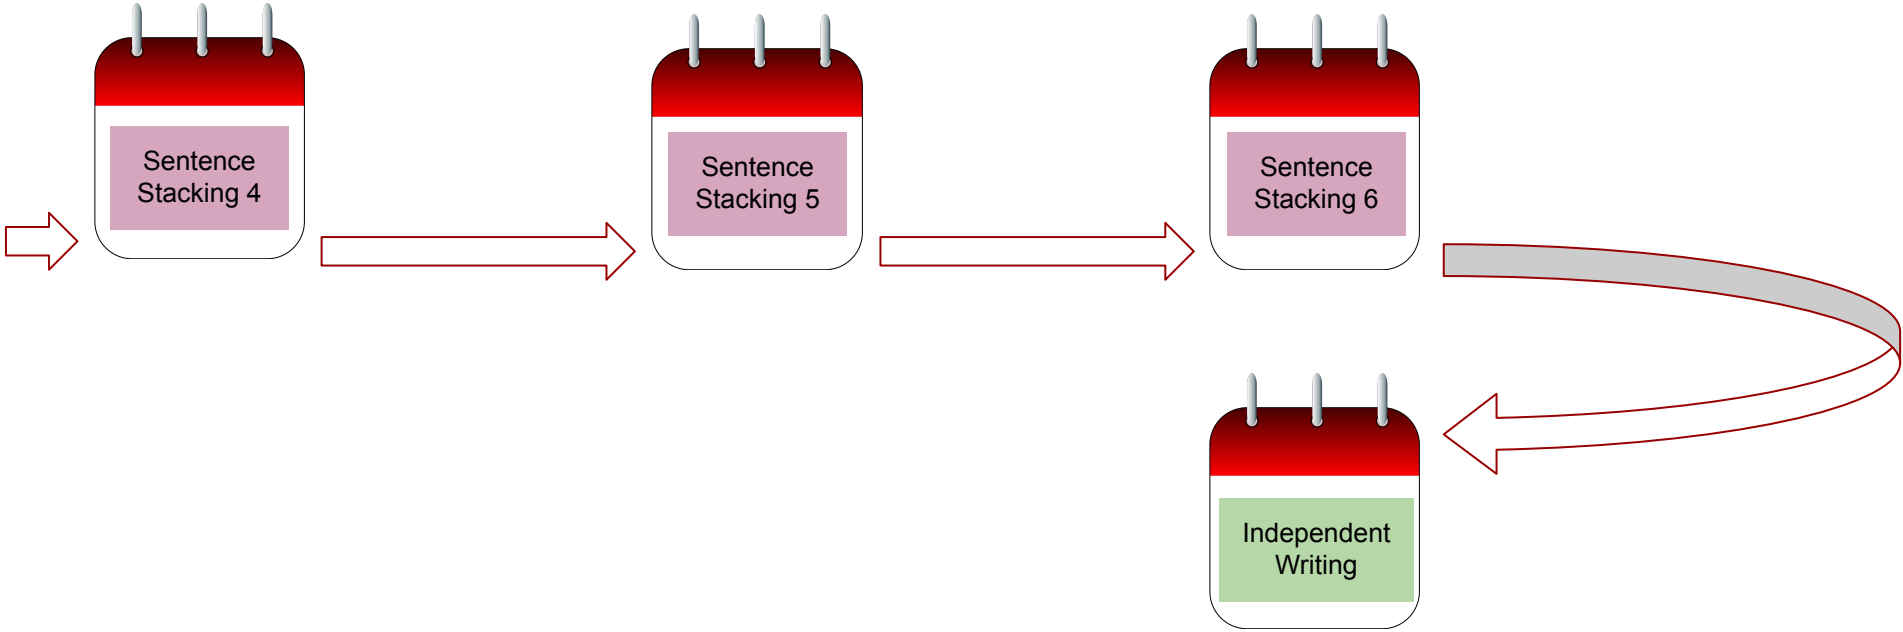 Sentence
Stacking 4
Sentence
Stacking 5
Sentence
Stacking 6
Independent
Writing